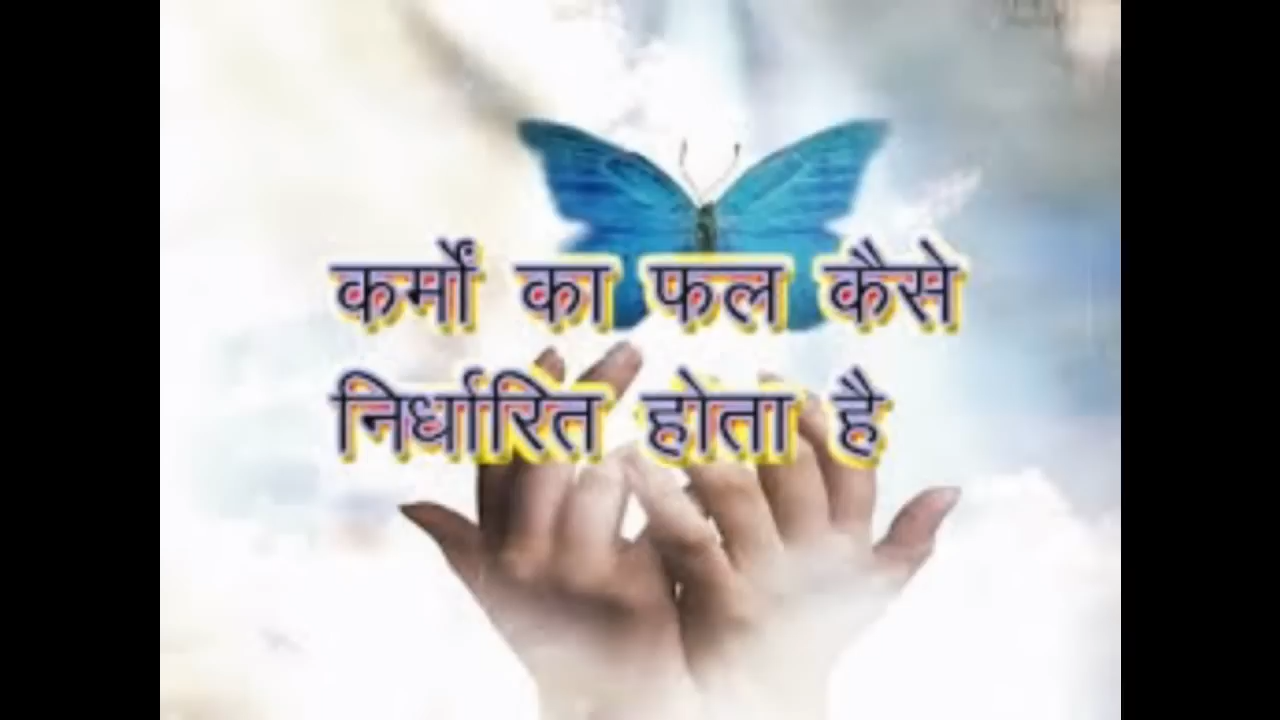 कर्मों का फल कैसे
निर्धारित होता है